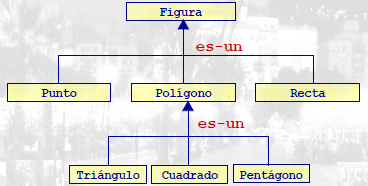 Figura
es-un
Punto Polígono Recta
es-un
Triángulo Cuadrado Pentágono